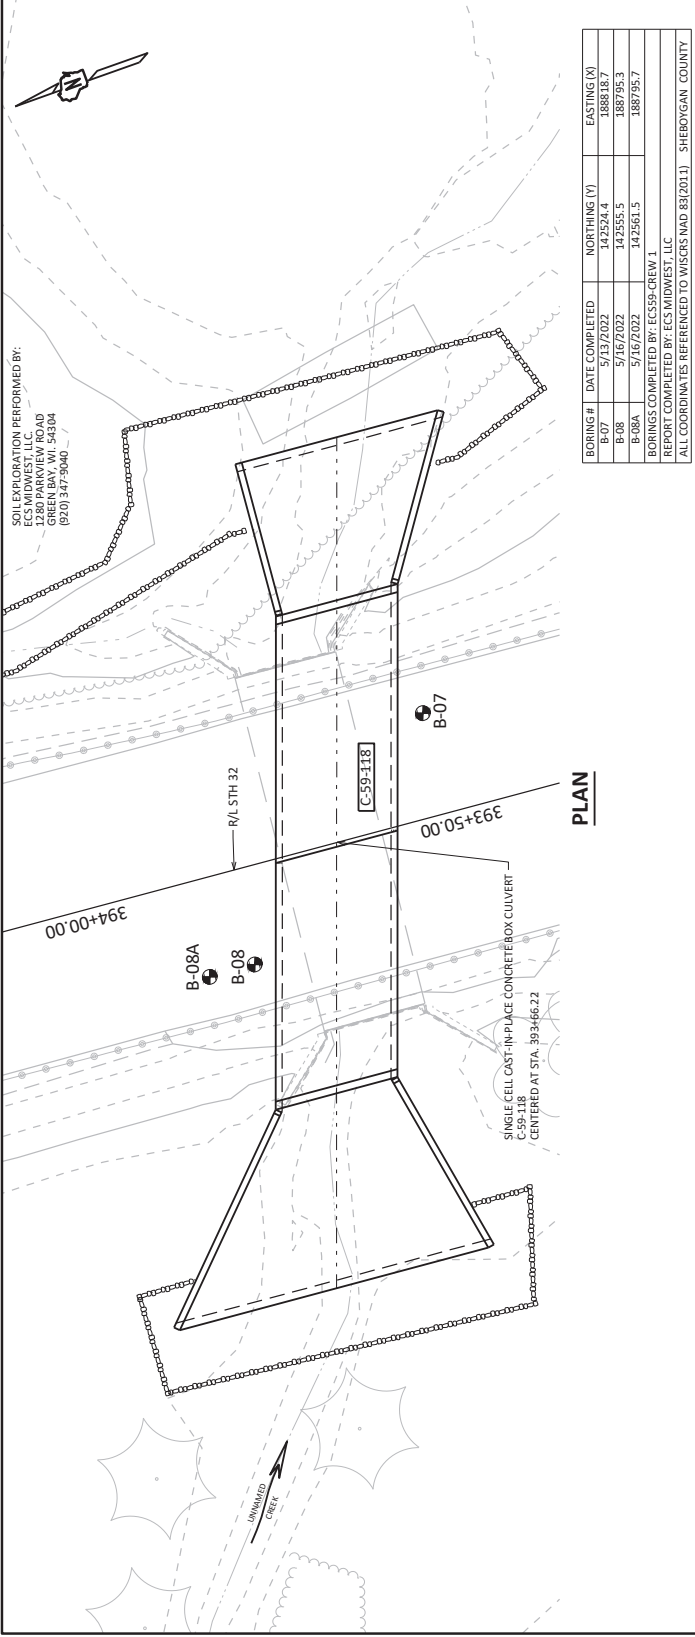 SOIL EXPLORATION PERFORMED BY:
ECS MIDWEST, LLC.
1280 PARKVIEW ROAD
GREEN BAY, WI. 54304
(920) 347-9040
N
R/L STH 32
394+00.00
393+50.00
B-08A
B-08
B-07
C-59-118
SINGLE CELL CAST-IN-PLACE CONCRETE BOX CULVERT
C-59-118
CENTERED AT STA. 393+66.22
UNNAMED
CREEK
PLAN
BORING # DATE COMPLETED NORTHING (Y) EASTING (X)
B-07 5/13/2022 142524.4 188818.7
B-08 5/16/2022 142555.5 188795.3
B-08A 5/16/2022 142561.5 188795.7
BORINGS COMPLETED BY: ECS59-CREW 1
REPORT COMPLETED BY: ECS MIDWEST, LLC
ALL COORDINATES REFERENCED TO WISCRS NAD 83(2011) SHEBOYGAN COUNTY